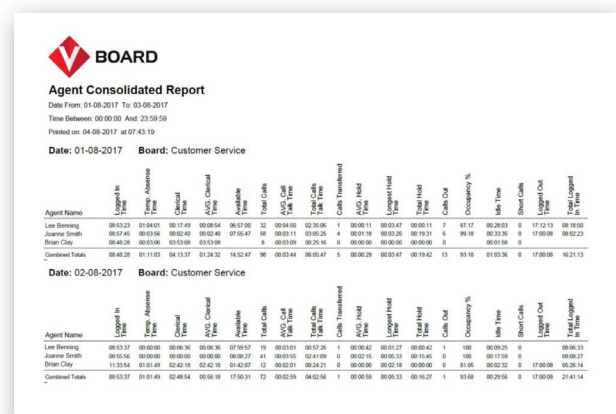 V BOARD
Agent Consolidated Report
Date From: 01-08-2017 To: 03-08-2017
Time Between: 00:00:00 And: 23:59:59
Printed on: 04-08-2017 at 07:43:19
Date: 01-08-2017 Board: Customer Service
Agent Name Logged In Time Temp. Absense Time Clerical Time AVG. Clerical Time Available Time Total Calls AVG. Call Talk Time Total Calls Talk Time Calls Transferred AVG. Hold Time Longest Hold Time Total Hold Time Calls Out Occupancy % Idle Time Short Calls Logged Out Time Total Logged In Time
Lee Benning 08:53:23 01:04:01 00:17:49 00:08:54 06:57:00 32 00:04:50 02:35:06 1 00:00:11 00:03:47 00:00:11 7 87.17 00:28:03 0 17:12:13 08:18:50
Joanne Smith 09:57:45 00:03:56 00:02:40 00:02:40 07:55:47 58 00:03:11 03:05:25 4 00:01:18 00:03:20 00:19:31 6 99.18 00:33:35 0 17:00:08 08:02:23
Brian Clay 08:48:28 00:03:06 03:53:08 03:53:08 8 00:03:09 00:25:16 0 00:00:00 00:00:00 00:00:00 0 00:01:58 0
Combined Totals 08:48:28 01:11:03 04:13:37 01:24:32 14:52:47 98 00:03:44 06:05:47 5 00:00:29 00:03:47 00:19:42 13 93.18 01:03:36 0 17:00:08 16:21:13
Date: 02-08-2017 Board: Customer Service
Agent Name Logged In Time Temp. Absense Time Clerical Time AVG. Clerical Time Available Time Total Calls AVG. Call Talk Time Total Calls Talk Time Calls Transferred AVG. Hold Time Longest Hold Time Total Hold Time Calls Out Occupancy % Idle Time Short Calls Logged Out Time Total Logged In Time
Lee Benning 08:53:37 00:00:00 00:06:36 00:06:36 07:59:57 19 00:03:01 00:57:26 1 00:00:42 00:01:27 00:00:42 1 100 00:09:25 0 08:06:33
Joanne Smith 08:55:56 00:00:00 00:00:00 00:00:00 08:08:27 41 00:03:55 02:41:09 0 00:02:15 00:05:33 00:15:45 0 100 00:17:59 0 08:08:27
Brian Clay 11:33:54 01:01:49 02:42:18 02:42:18 01:42:07 12 00:02:01 00:24:21 0 00:00:00 00:02:18 00:00:00 0 81.05 00:02:32 0 17:00:08 05:26:14
Combined Totals 08:53:37 01:01:49 02:48:54 00:56:18 17:50:31 72 00:02:59 04:02:56 1 00:00:59 00:05:33 00:16:27 1 93.68 00:29:56 0 17:00:08 21:41:14